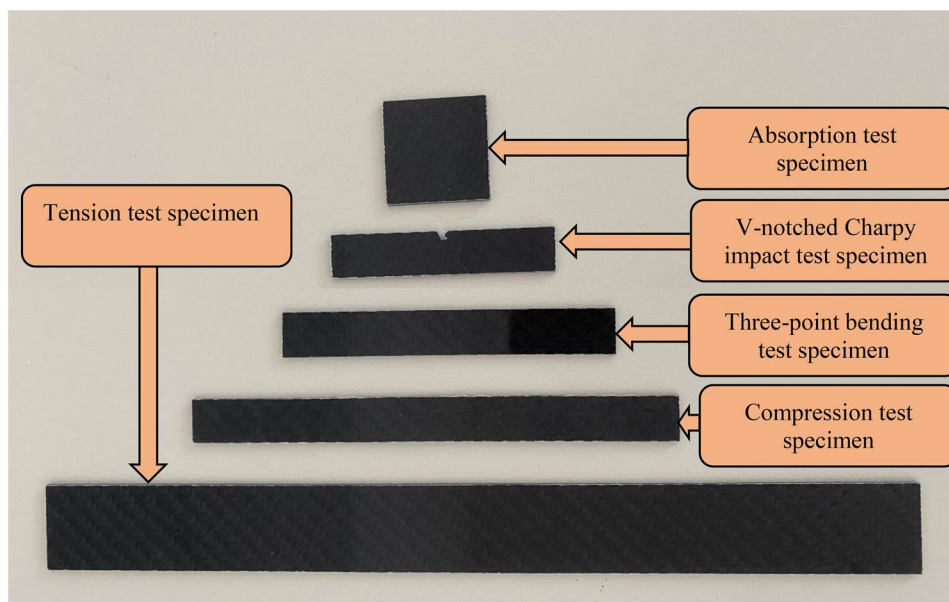 Absorption test
specimen
Tension test specimen
V-notched Charpy
impact test specimen
Three-point bending
test specimen
Compression test
specimen